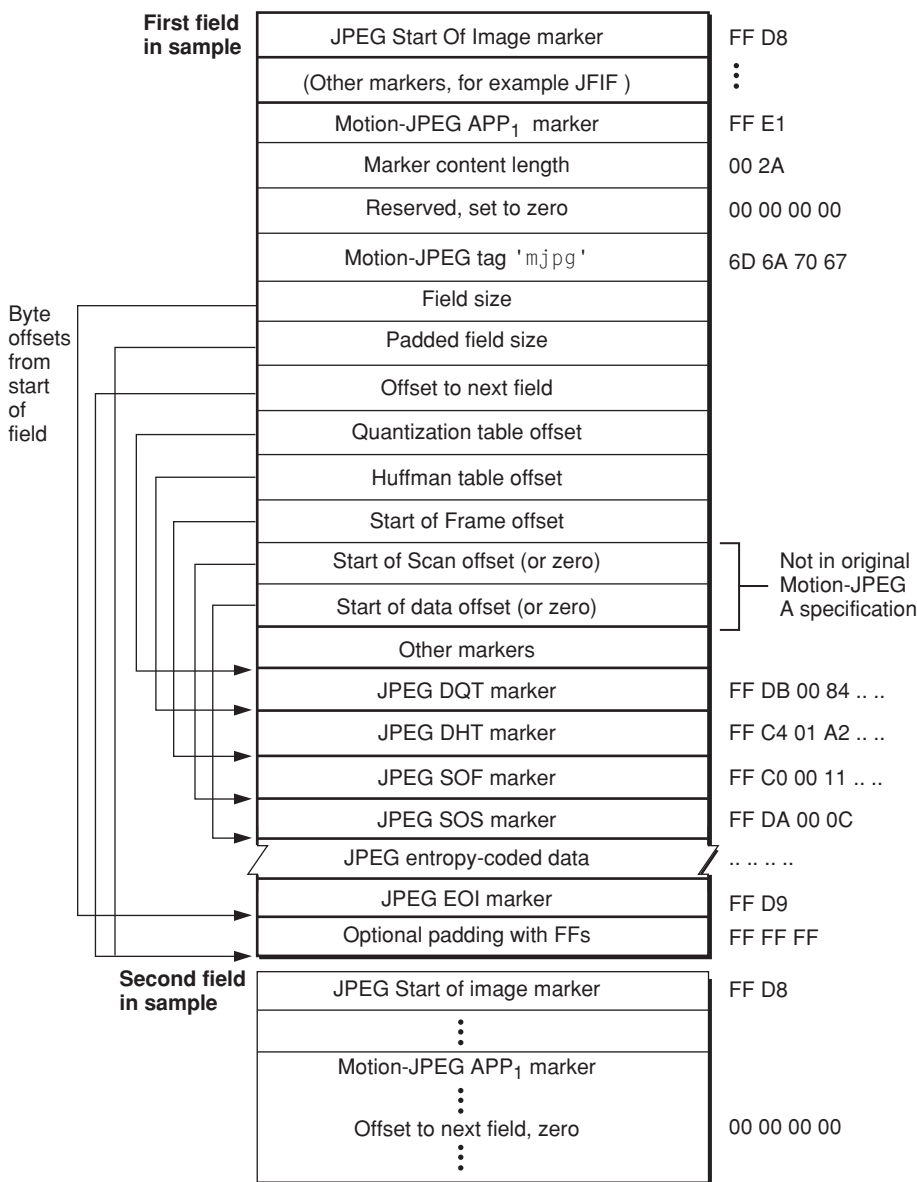 First field
in sample
JPEG Start Of Image marker FF D8
(Other markers, for example JFIF )
Motion-JPEG APP1 marker FF E1
Marker content length 00 2A
Reserved, set to zero 00 00 00 00
Motion-JPEG tag 'mjpg' 6D 6A 70 67
Byte
offsets
from
start
of
field
Field size
Padded field size
Offset to next field
Quantization table offset
Huffman table offset
Start of Frame offset
Start of Scan offset (or zero)
Start of data offset (or zero)
Not in original
Motion-JPEG
A specification
Other markers
JPEG DQT marker FF DB 00 84 .. ..
JPEG DHT marker FF C4 01 A2 .. ..
JPEG SOF marker FF C0 00 11 .. ..
JPEG SOS marker FF DA 00 0C
JPEG entropy-coded data .. .. .. ..
JPEG EOI marker FF D9
Optional padding with FFs FF FF FF
Second field
in sample
JPEG Start of image marker FF D8
Motion-JPEG APP1 marker
Offset to next field, zero 00 00 00 00